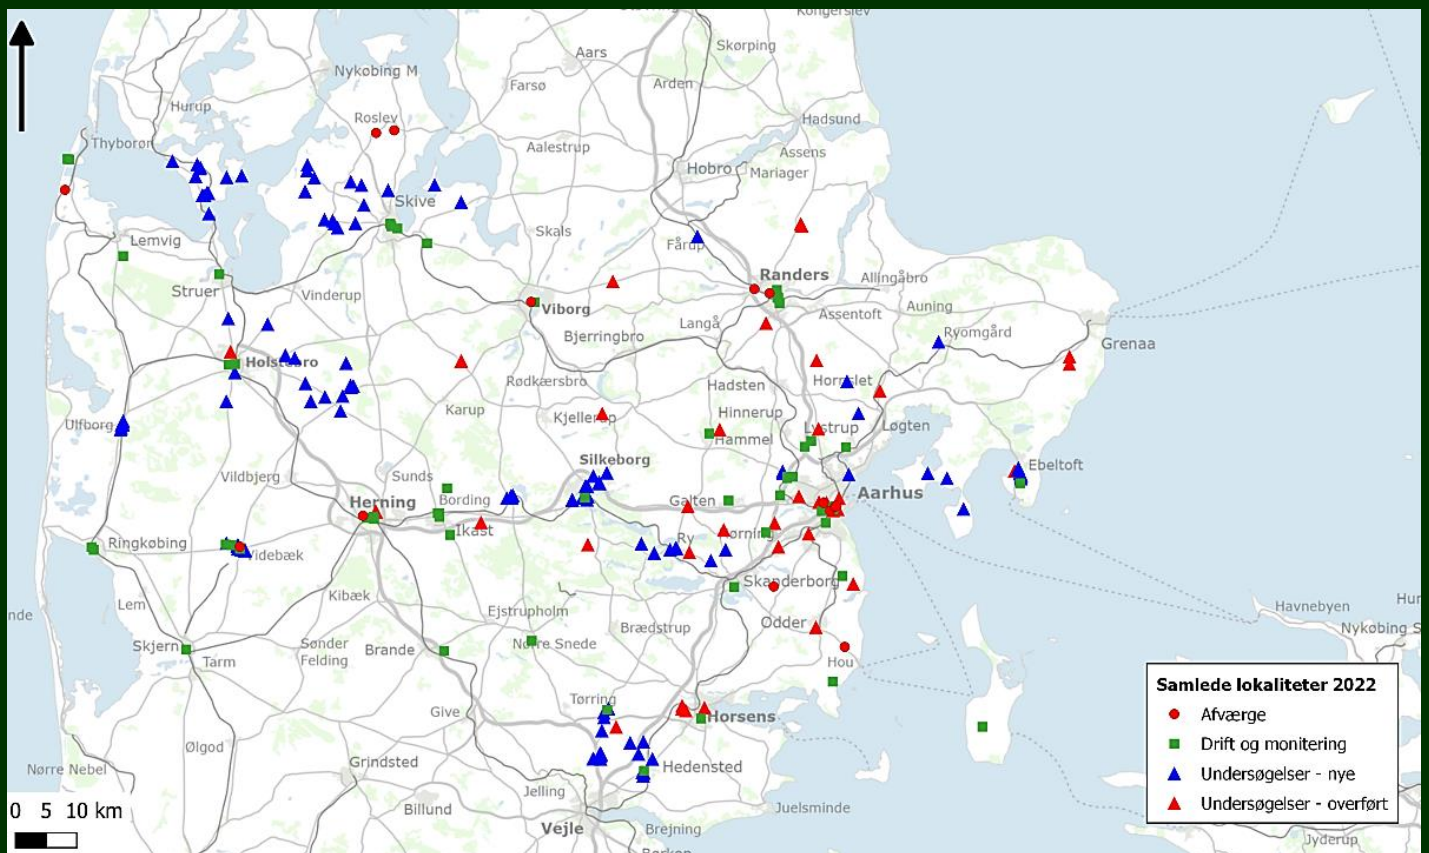 Støvring
Kongerslev
Aars
Skørping
Nykøbing M
Farsø
Arden
Hurup
Roslev
Hadsund
Thyborøn
Aalestrup
Assens
Hobro
Mariager
Skive
Lemvig
Skals
Fårup
Struer
Vinderup
Randers
Allingåbro
Viborg
Auning
Assentoft
Langå
Bjerringbro
Ryomgård
Grenaa
Holstebro
Rødkærsbro
Hadsten
Hornslet
Karup
Kjellerup
Hinnerup
Ulfborg
Lystrup
Løgten
Hammel
Silkeborg
Ebeltoft
Vildbjerg
Sunds
Herning
Bording
Galten
Aarhus
Ikast
Ringkøbing
Videbæk
Ry
Hørning
Skanderborg
Lem
Kibæk
Ejstrupholm
Havnebyen
Brædstrup
Odder
Nykøbing S
Skjern
Sønder
Felding
Brande
Nørre Snede
Tarm
Hou
Tørring
Give
Horsens
Ølgod
Nørre Nebel
Grindsted
Hedensted
Jelling
Billund
Juelsminde
Vejle
Brejning
Jyderup
0 5 10 km
Samlede lokaliteter 2022
Afværge
Drift og monitering
Undersøgelser - nye
Undersøgelser - overført